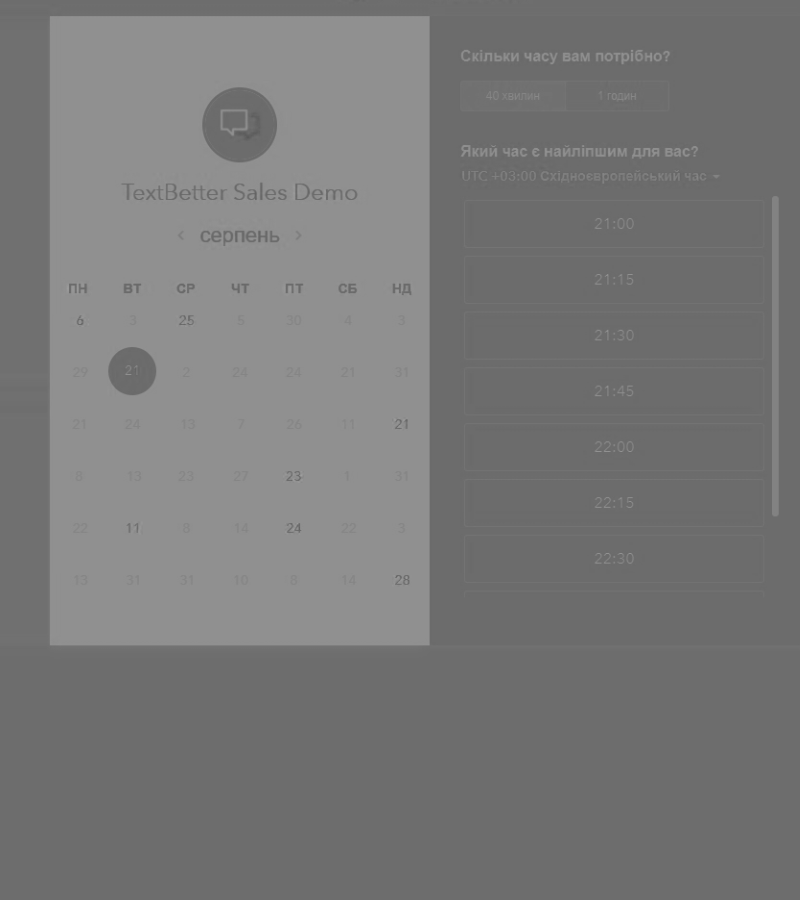 TextBetter Sales Demo
‹ серпень ›
ПН ВТ СР ЧТ ПТ СБ НД
6 3 25 5 30 4 3
29 21 2 24 24 21 31
21 24 13 7 26 11 21
8 13 23 27 23 1 31
22 11 8 14 24 22 3
13 31 31 10 8 14 28
Скільки часу вам потрібно?
40 хвилин 1 годин
Який час є найліпшим для вас?
UTC +03:00 Східноєвропейський час
21:00
21:15
21:30
21:45
22:00
22:15
22:30